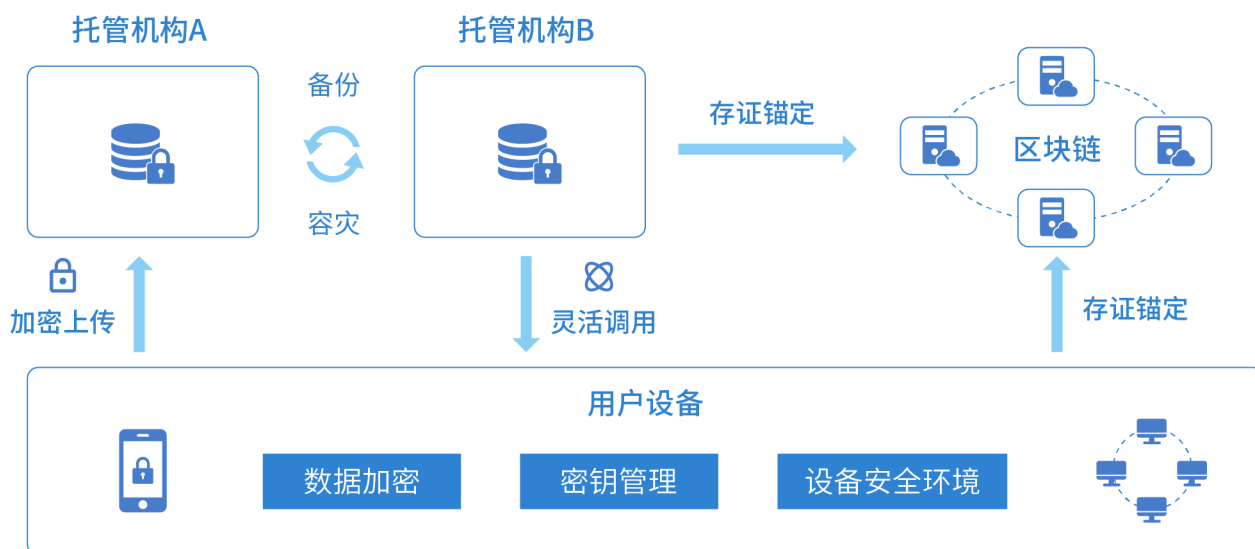 托管机构A
托管机构B
备份
容灾
存证锚定
区块链
加密上传
灵活调用
存证锚定
用户设备
数据加密
密钥管理
设备安全环境